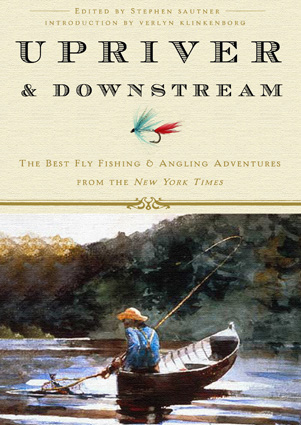 EDITED BY STEPHEN SAUTNER
INTRODUCTION BY VERLYN KLINKENBORG
UPRIVER
& DOWNSTREAM
THE BEST FLY FISHING & ANGLING ADVENTURES
FROM THE NEW YORK TIMES